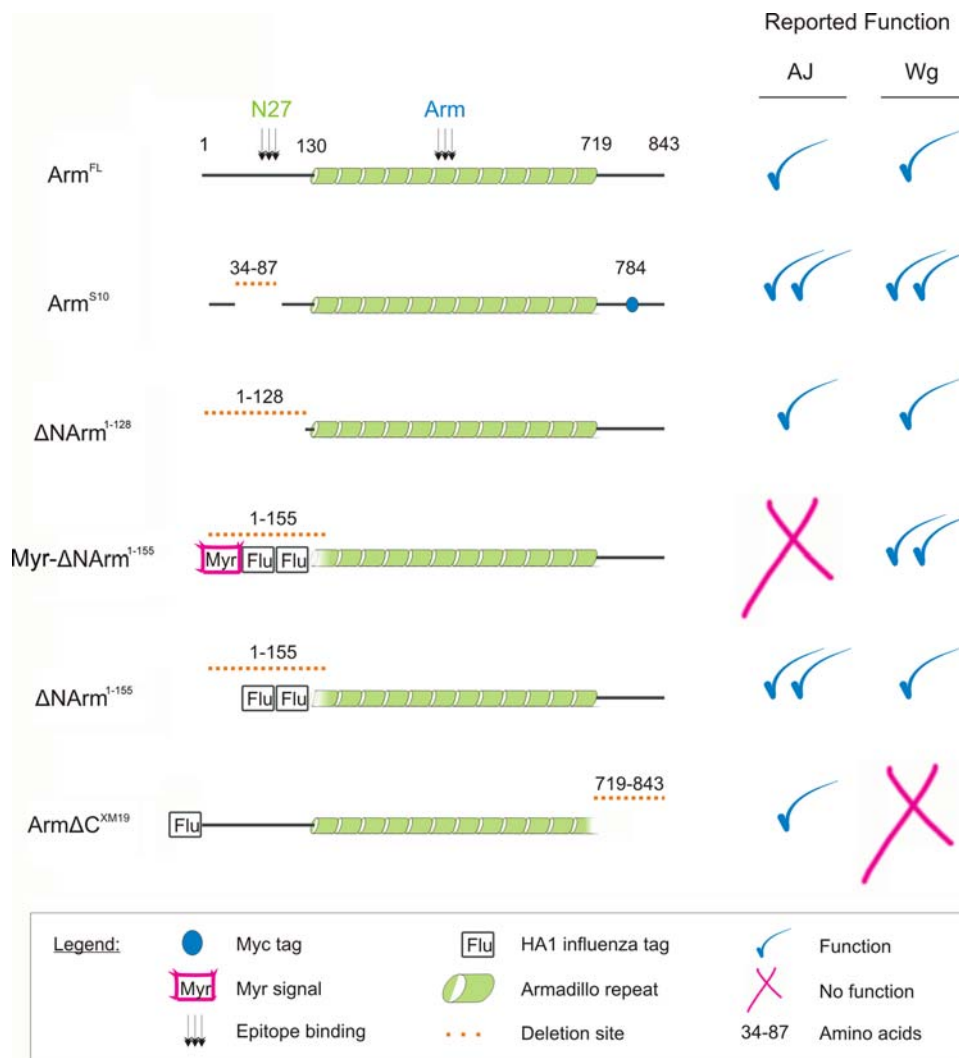 Reported Function
AJ Wg
N27 Arm
1 130 719 843
Arm^FL
34-87 784
Arm^S10
1-128
ΔNArm^1-128
1-155
Myr-ΔNArm^1-155 Myr Flu Flu
1-155
ΔNArm^1-155 Flu Flu
719-843
ArmΔC^XM19 Flu
Legend: Myc tag Flu HA1 influenza tag Function
Myr Myr signal Armadillo repeat No function
Epitope binding Deletion site 34-87 Amino acids